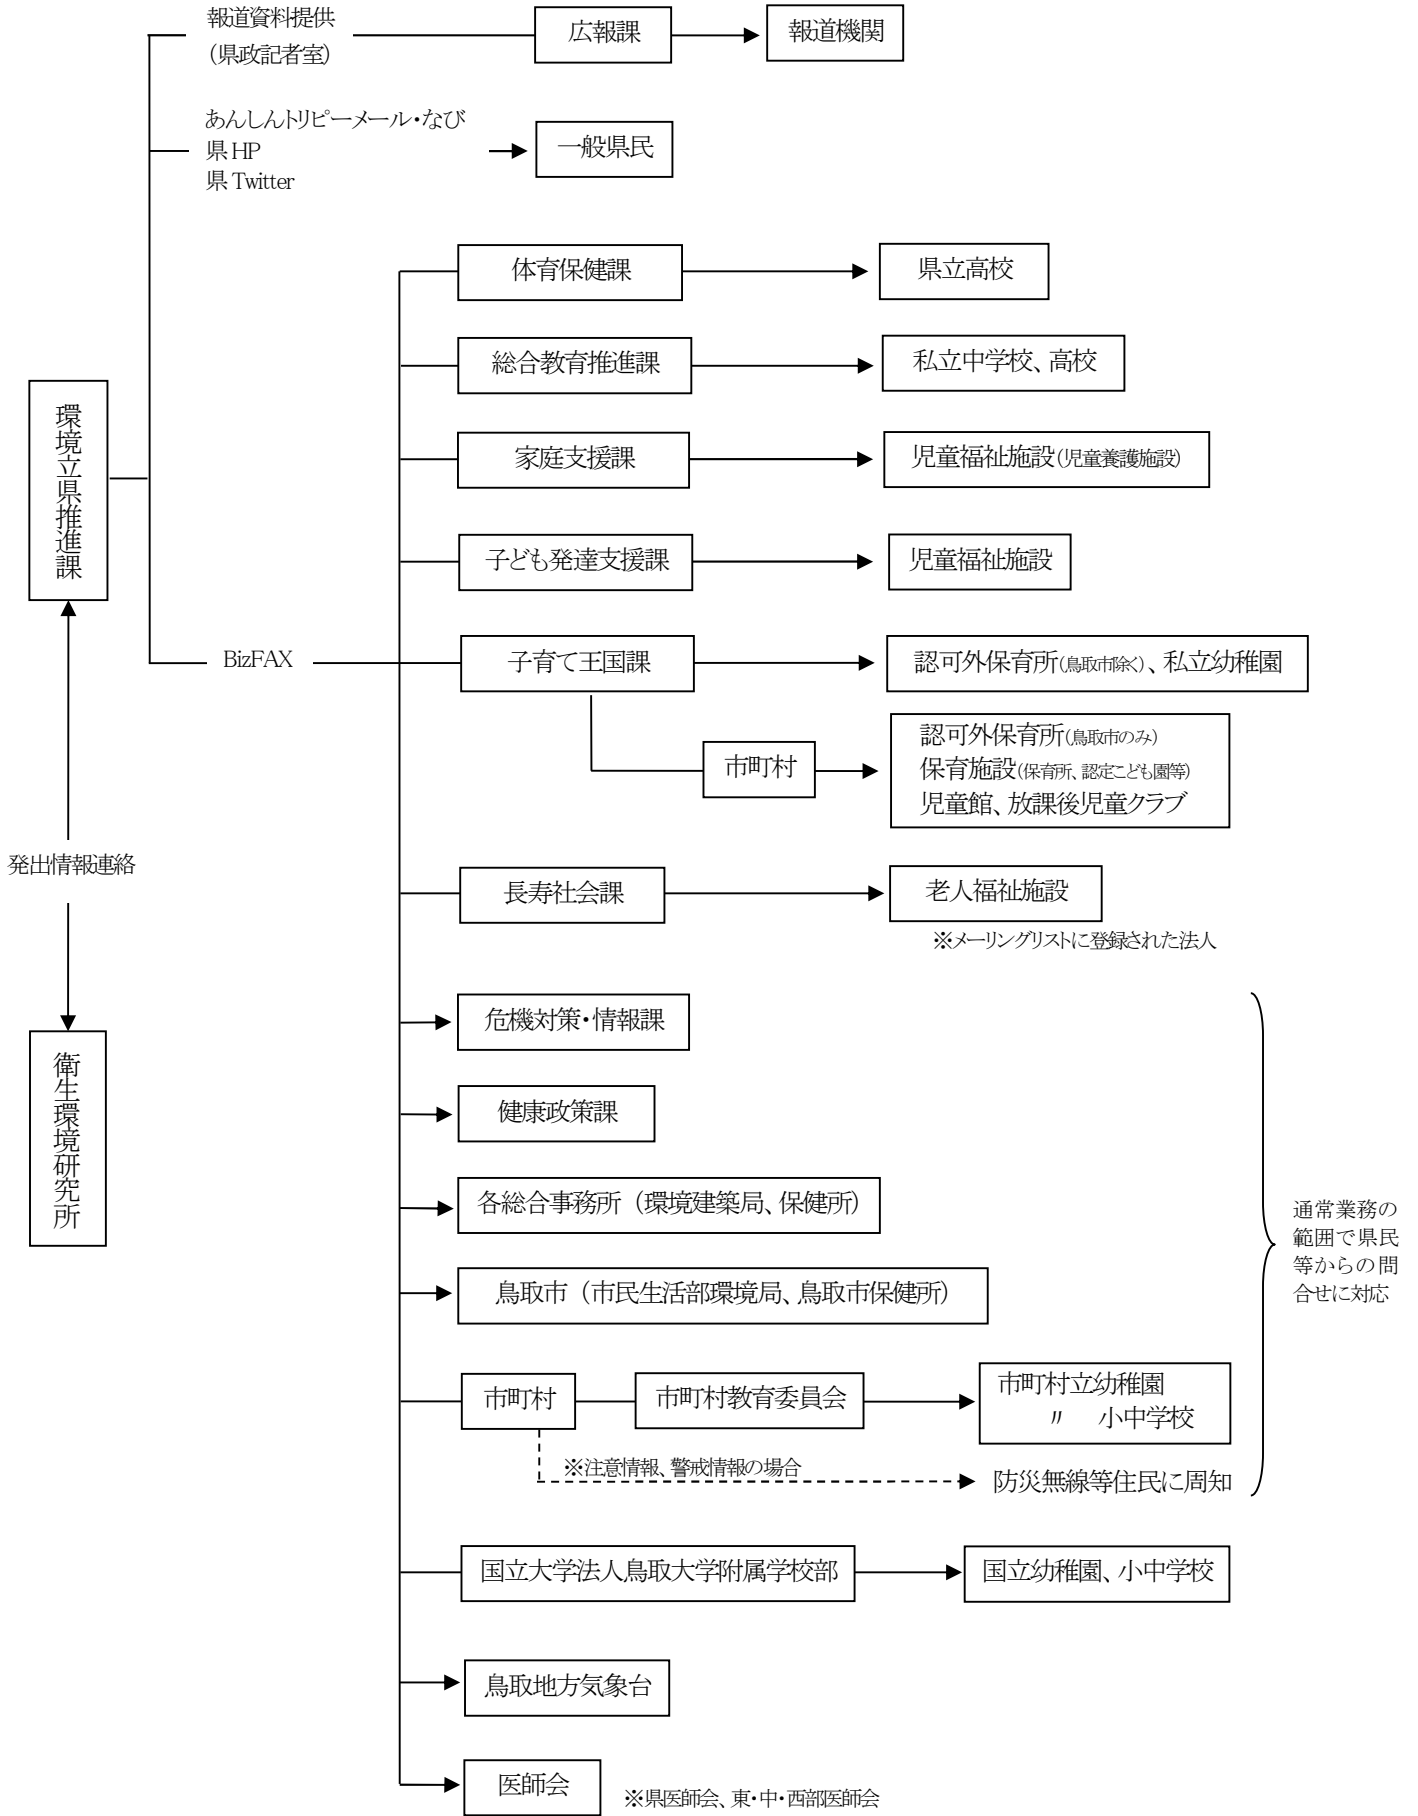 報道資料提供
（県政記者室）
広報課
報道機関
あんしんトリピーメール・なび
県 HP
県 Twitter
一般県民
体育保健課
県立高校
総合教育推進課
私立中学校、高校
環境立県推進課
家庭支援課
児童福祉施設（児童養護施設）
子ども発達支援課
児童福祉施設
BizFAX
子育て王国課
認可外保育所（鳥取市除く）、私立幼稚園
市町村
認可外保育所（鳥取市のみ）
保育施設（保育所、認定こども園等）
児童館、放課後児童クラブ
発出情報連絡
長寿社会課
老人福祉施設
※メーリングリストに登録された法人
危機対策・情報課
衛生環境研究所
健康政策課
各総合事務所（環境建築局、保健所）
鳥取市（市民生活部環境局、鳥取市保健所）
通常業務の
範囲で県民
等からの問
合せに対応
市町村
市町村教育委員会
市町村立幼稚園
〃　小中学校
※注意情報、警戒情報の場合
防災無線等住民に周知
国立大学法人鳥取大学附属学校部
国立幼稚園、小中学校
鳥取地方気象台
医師会
※県医師会、東・中・西部医師会